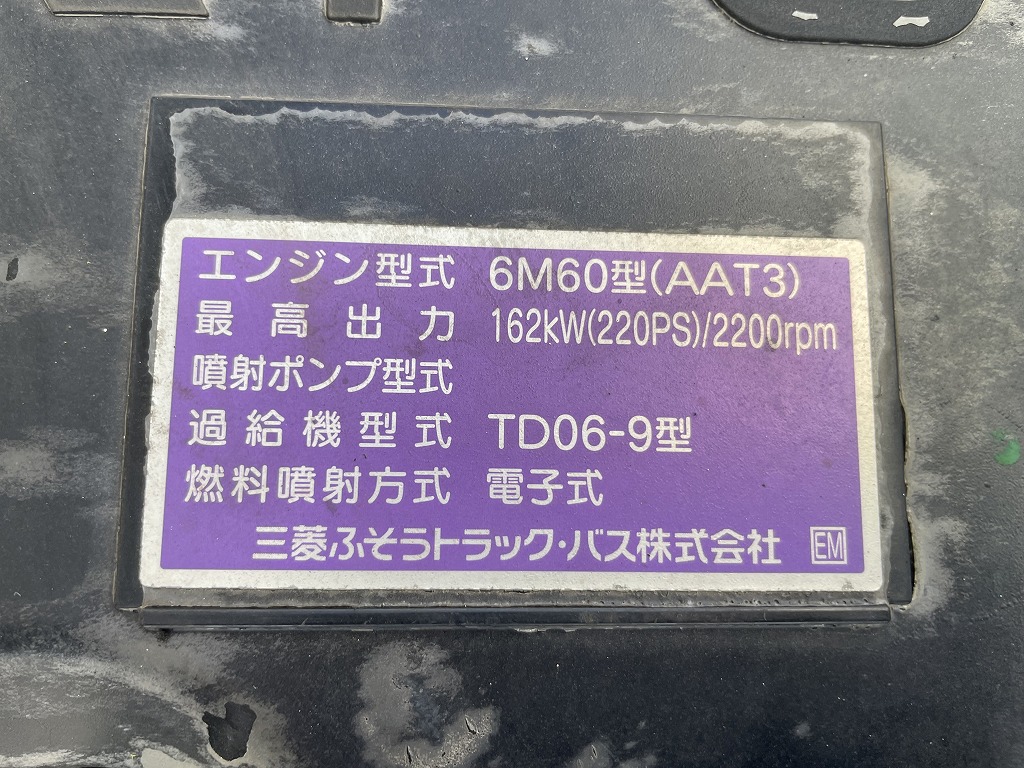 エンジン型式 6M60型(AAT3)
最高出力 162kW(220PS)/2200rpm
噴射ポンプ型式
過給機型式 TD06-9型
燃料噴射方式 電子式
三菱ふそうトラック・バス株式会社 EM